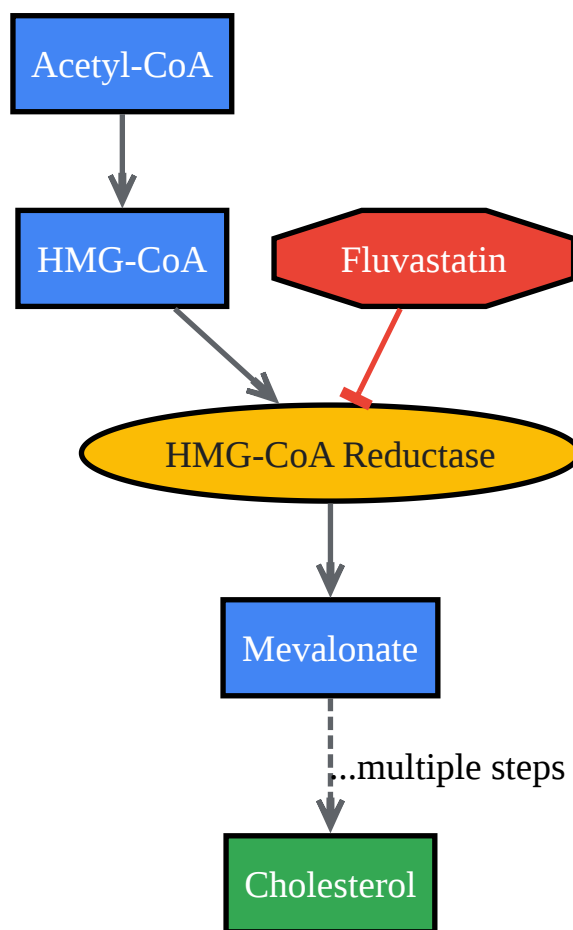 Acetyl-CoA
HMG-CoA
Fluvastatin
HMG-CoA Reductase
Mevalonate
...multiple steps
Cholesterol